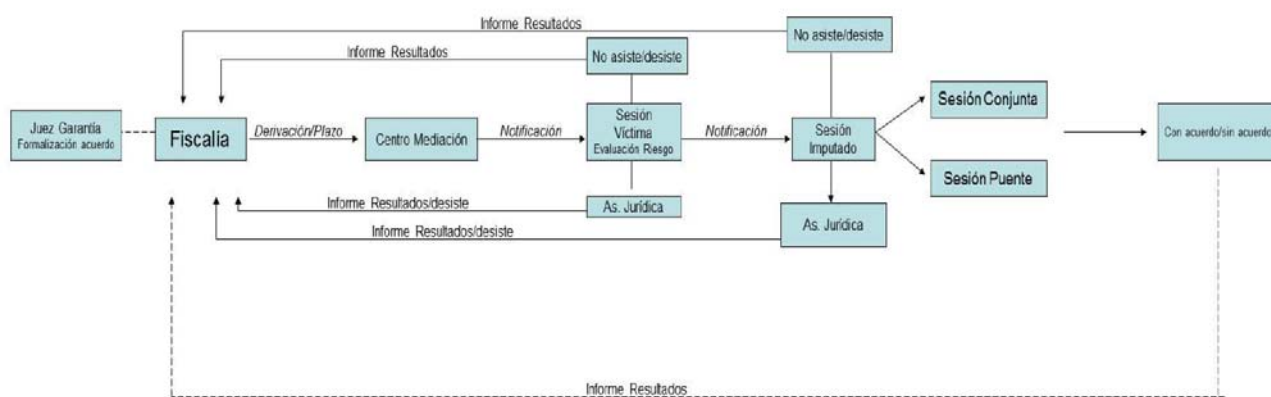 Informe Resultados
No asiste/desiste
Informe Resultados
No asiste/desiste
Juez Garantía
Formalización acuerdo
Fiscalía
Derivación/Plazo
Centro Mediación
Notificación
Sesión
Víctima
Evaluación Riesgo
Notificación
Sesión
Imputado
Sesión Conjunta
Sesión Puente
Con acuerdo/sin acuerdo
Informe Resultados/desiste
As. Jurídica
Informe Resultados/desiste
As. Jurídica
Informe Resultados